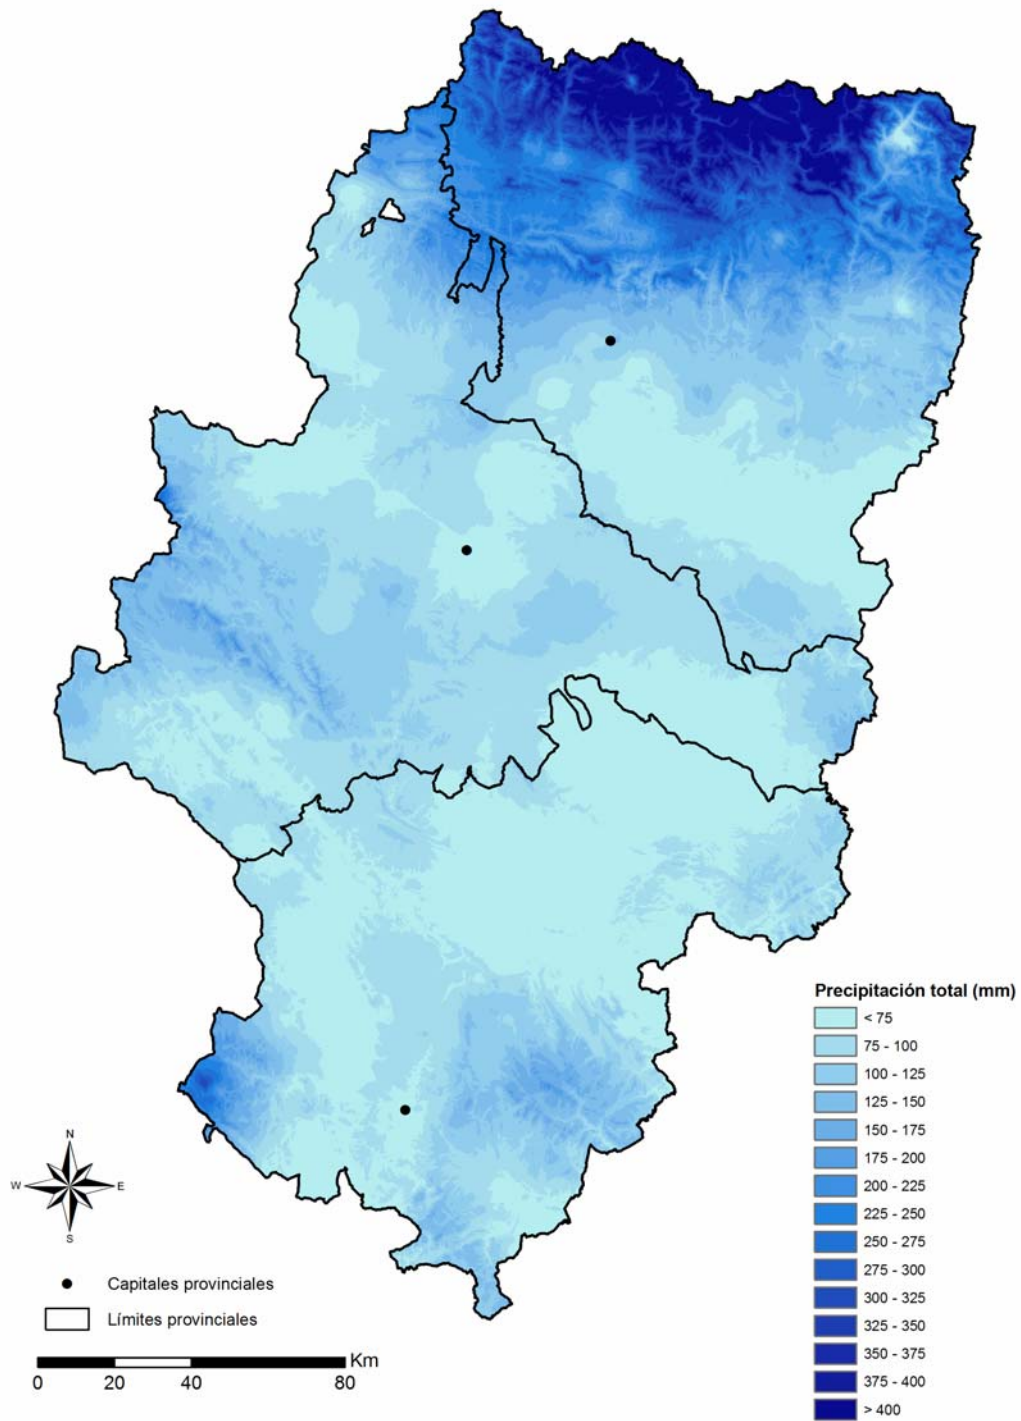 Precipitación total (mm)
< 75
75 - 100
100 - 125
125 - 150
150 - 175
175 - 200
200 - 225
225 - 250
250 - 275
275 - 300
300 - 325
325 - 350
350 - 375
375 - 400
> 400
N
W E
S
Capitales provinciales
Límites provinciales
Km
0 20 40 80